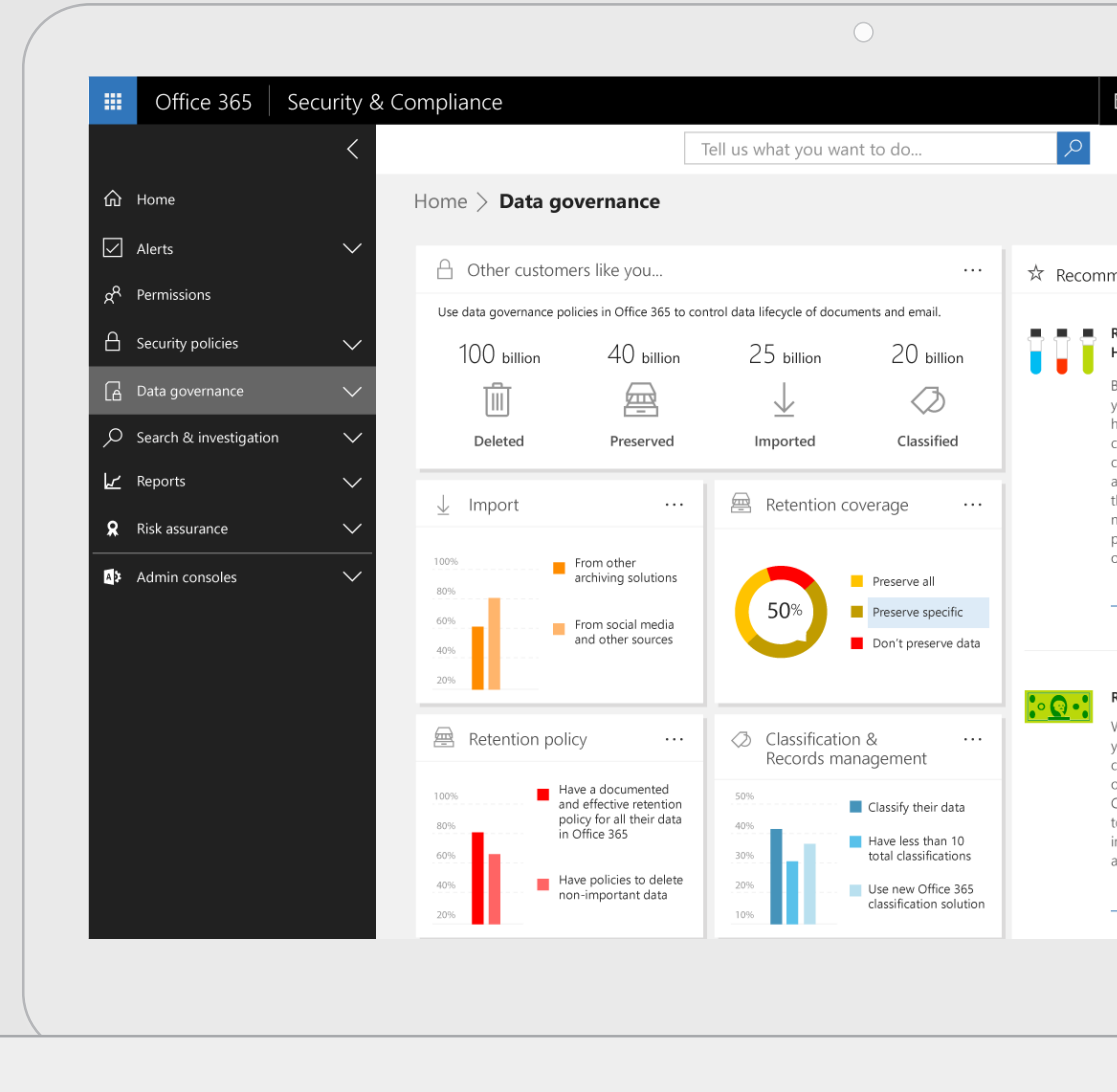 Office 365
Security & Compliance
Tell us what you want to do...
Home
Alerts
Permissions
Security policies
Data governance
Search & investigation
Reports
Risk assurance
Admin consoles
Home > Data governance
Other customers like you...
Use data governance policies in Office 365 to control data lifecycle of documents and email.
100 billion
40 billion
25 billion
20 billion
Deleted
Preserved
Imported
Classified
Import
100%
80%
60%
40%
20%
From other
archiving solutions
From social media
and other sources
Retention coverage
50%
Preserve all
Preserve specific
Don't preserve data
Retention policy
100%
80%
60%
40%
20%
Have a documented
and effective retention
policy for all their data
in Office 365
Have policies to delete
non-important data
Classification &
Records management
50%
40%
30%
20%
10%
Classify their data
Have less than 10
total classifications
Use new Office 365
classification solution